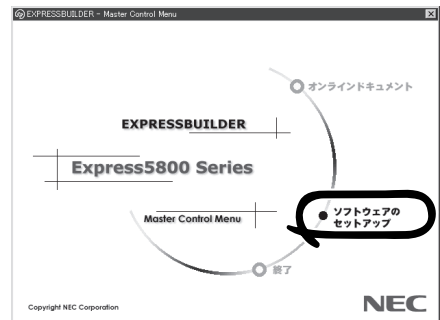 EXPRESSBUILDER - Master Control Menu
オンラインドキュメント
EXPRESSBUILDER
Express5800 Series
ソフトウェアの
セットアップ
Master Control Menu
終了
Copyright NEC Corporation
NEC